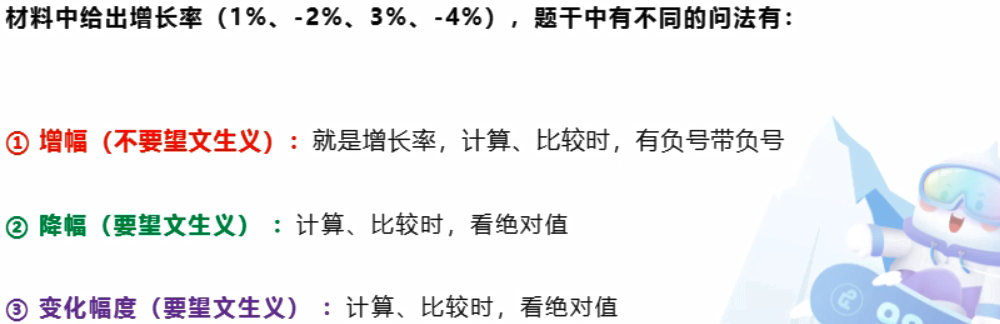 材料中给出增长率（1%、-2%、3%、-4%），题干中有不同的问法有：
① 增幅（不要望文生义）：就是增长率，计算、比较时，有负号带负号
② 降幅（要望文生义）：计算、比较时，看绝对值
③ 变化幅度（要望文生义）：计算、比较时，看绝对值